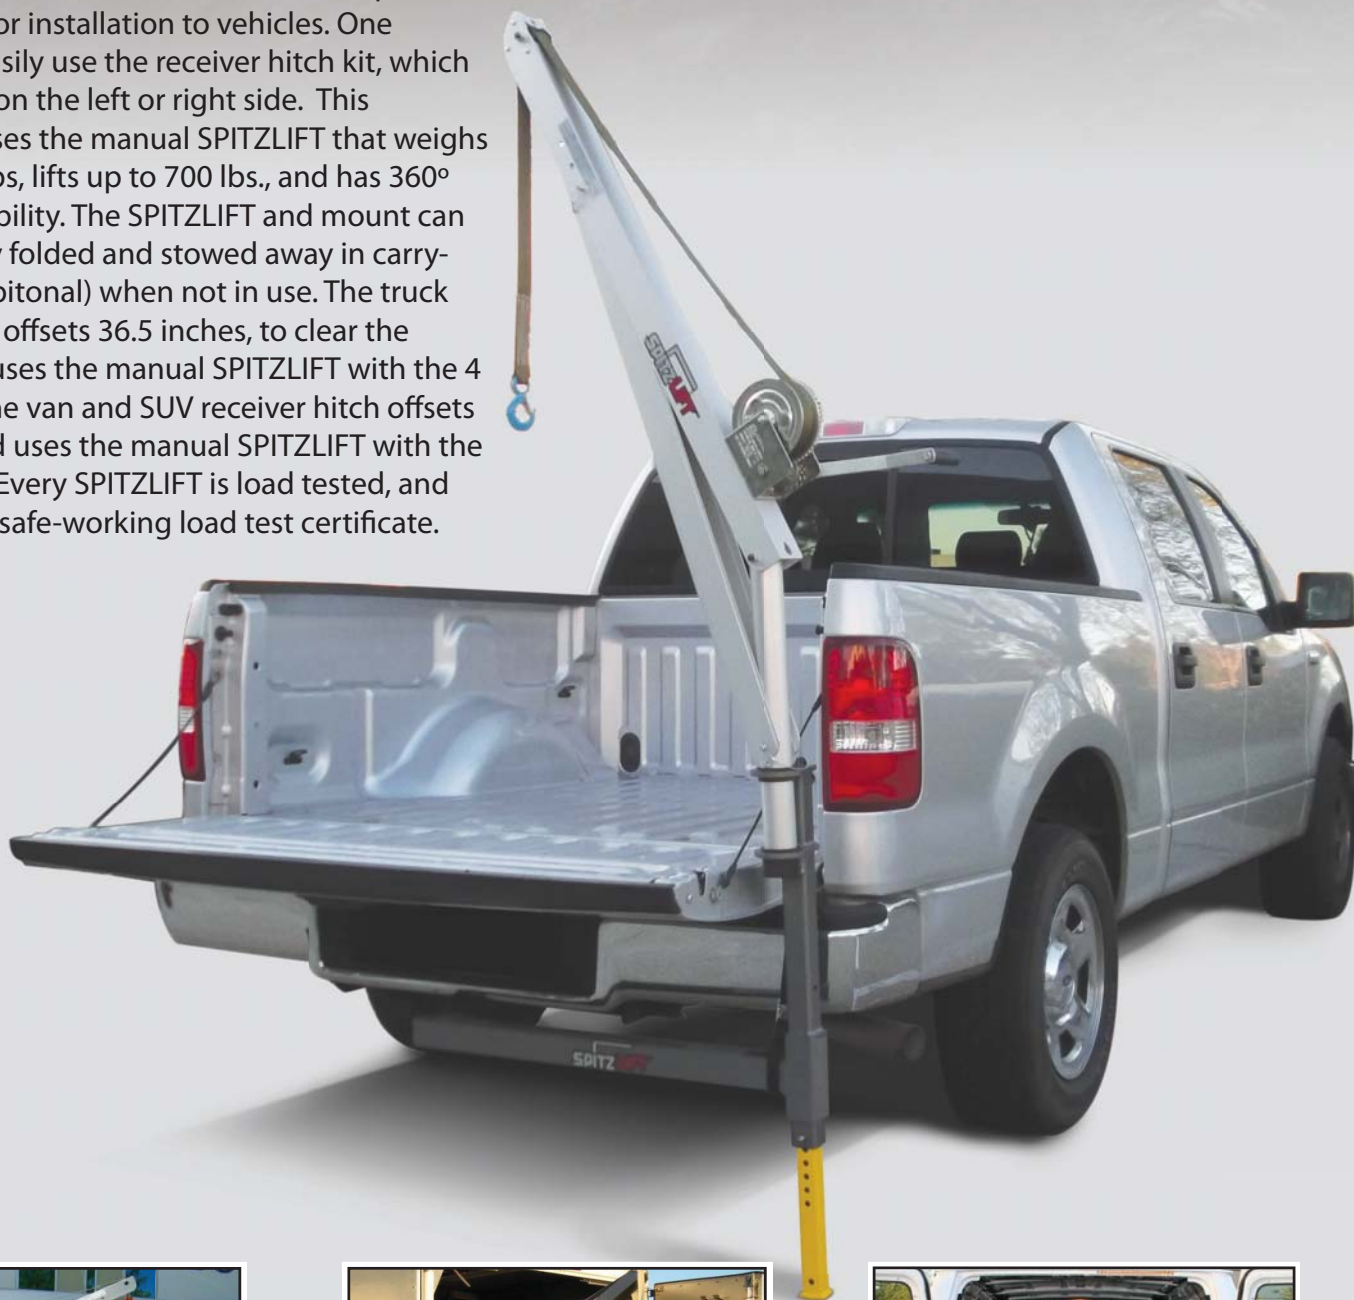 or installation to vehicles. One
use the receiver hitch kit, which
on the left or right side. This
the manual SPITZLIFT that weighs
lifts up to 700 lbs., and has 360º
The SPITZLIFT and mount can
folded and stowed away in carry-
when not in use. The truck
offsets 36.5 inches, to clear the
uses the manual SPITZLIFT with the 4
van and SUV receiver hitch offsets
uses the manual SPITZLIFT with the
Every SPITZLIFT is load tested, and
safe-working load test certificate.
SPITZLIFT
SPITZLIFT